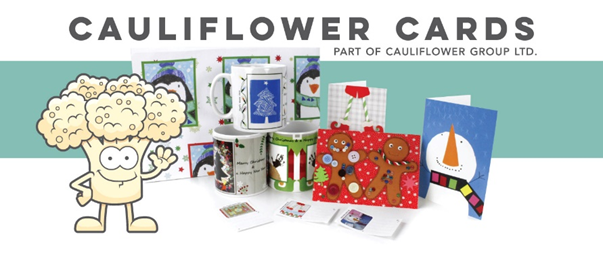 CAULIFLOWER CARDS
PART OF CAULIFLOWER GROUP LTD.